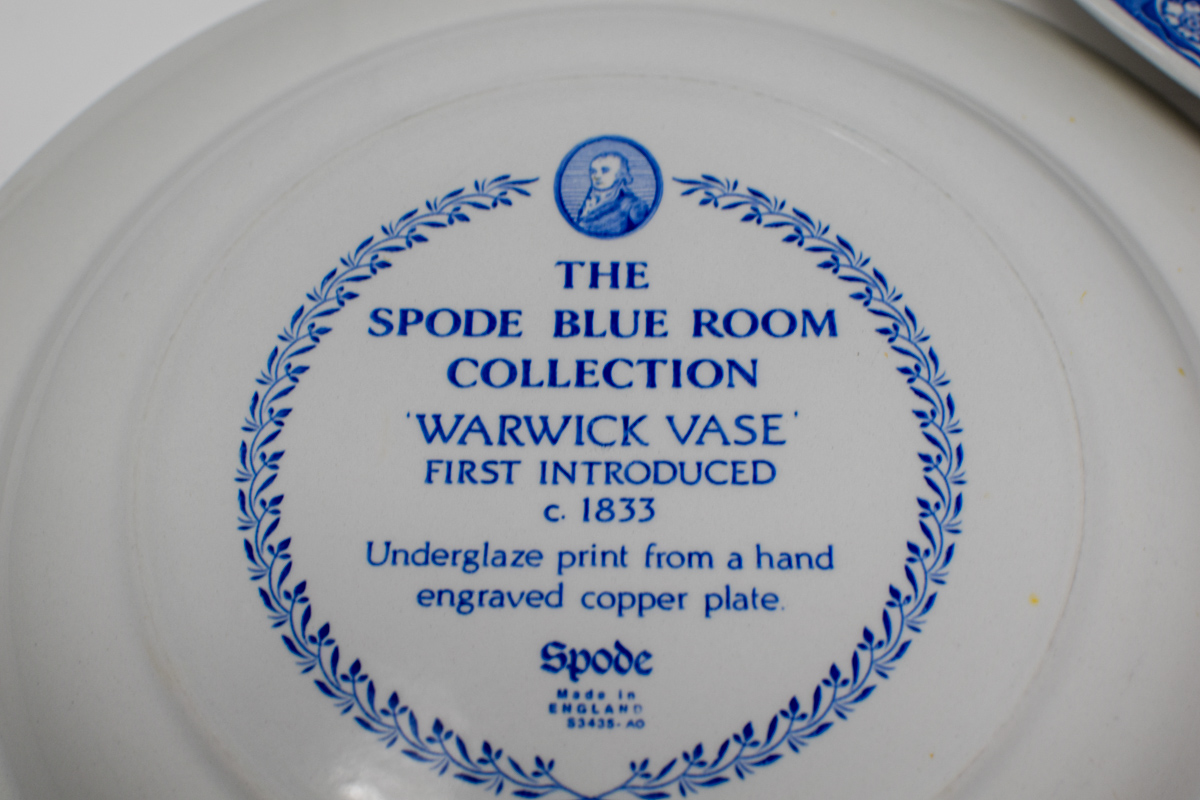 THE
SPODE BLUE ROOM
COLLECTION
'WARWICK VASE'
FIRST INTRODUCED
c. 1833
Underglaze print from a hand
engraved copper plate.
Spode
Made in
ENGLAND
S3435-AO